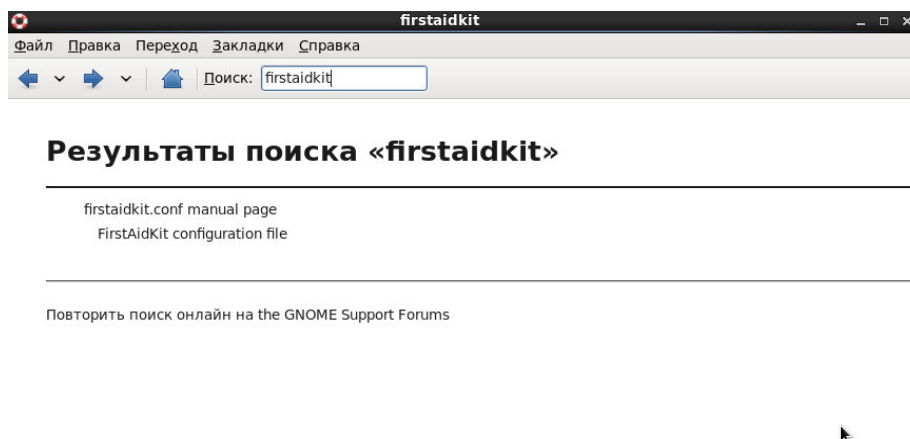 firstaidkit
Файл Правка Переход Закладки Справка
Поиск: firstaidkit
Результаты поиска «firstaidkit»
firstaidkit.conf manual page
FirstAidKit configuration file
Повторить поиск онлайн на the GNOME Support Forums